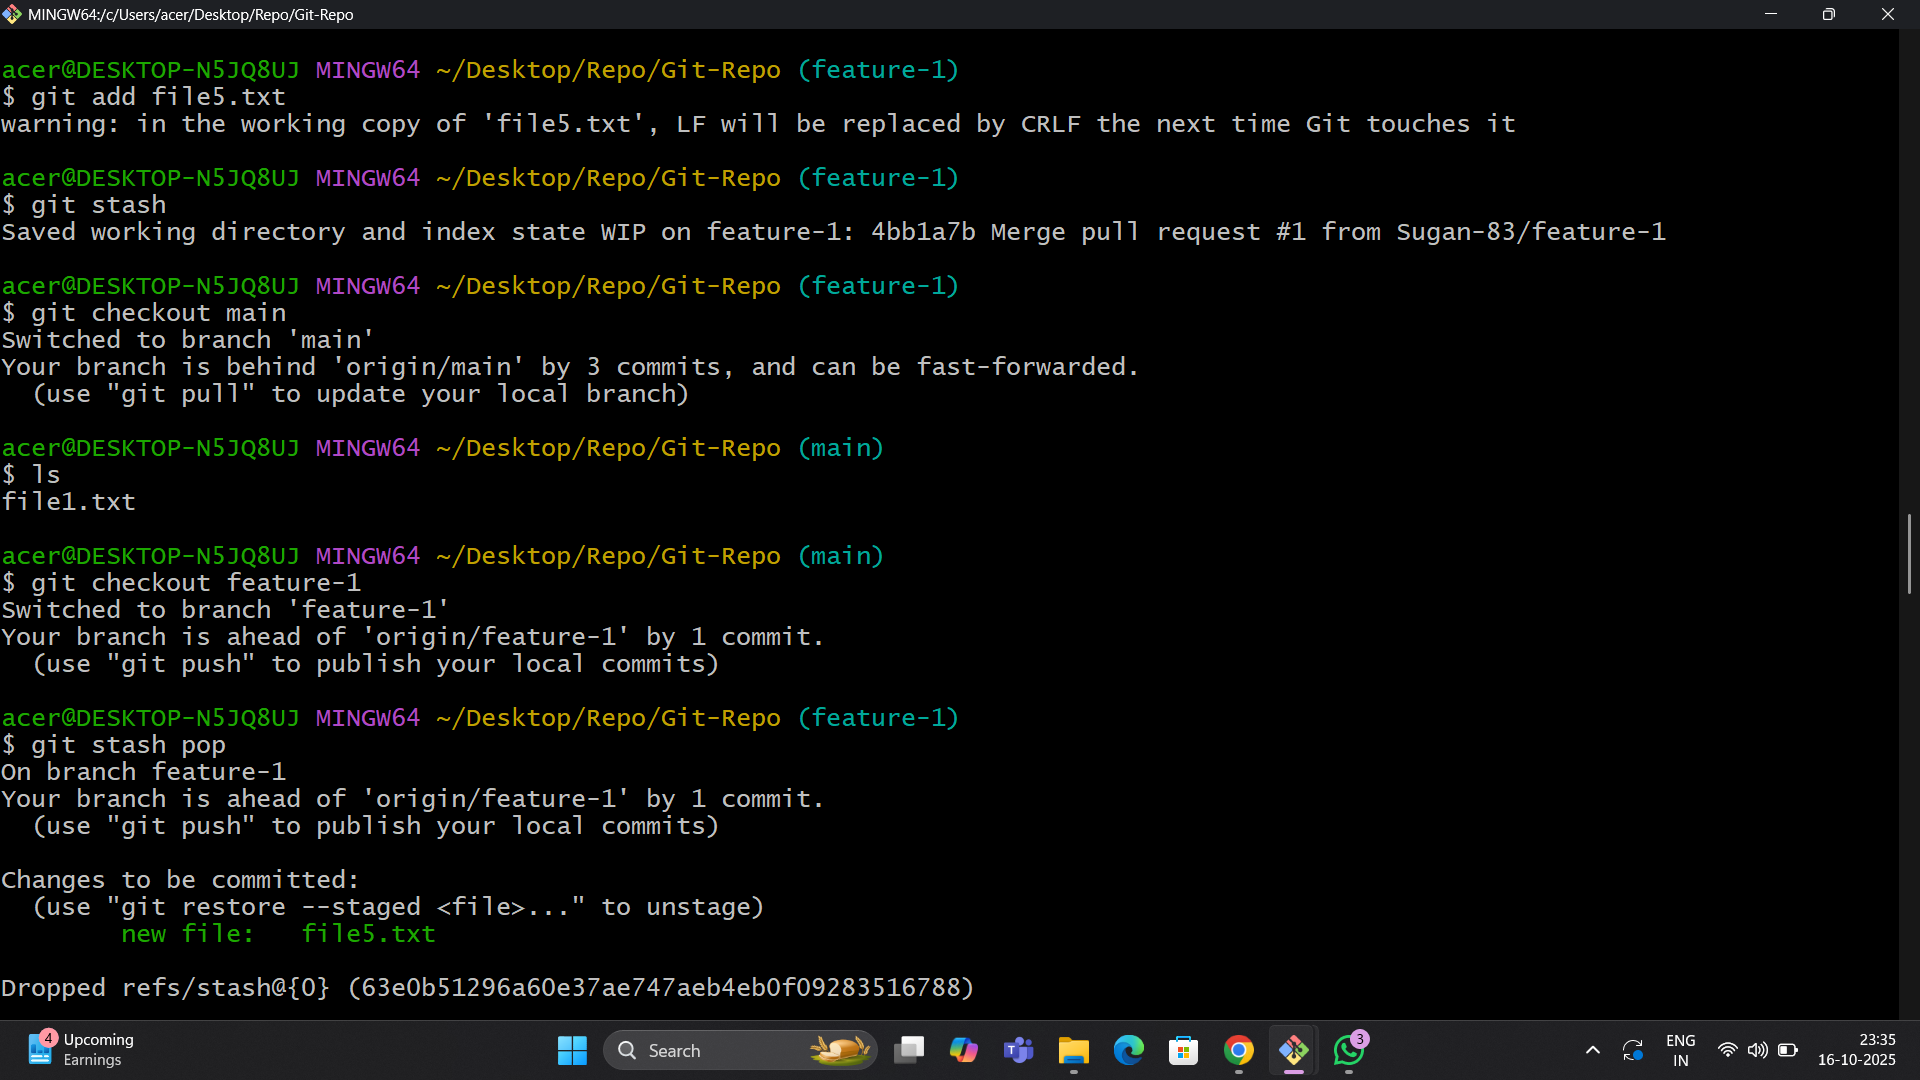 MINGW64:/c/Users/acer/Desktop/Repo/Git-Repo
acer@DESKTOP-N5JQ8UJ MINGW64 ~/Desktop/Repo/Git-Repo (feature-1)
$ git add file5.txt
warning: in the working copy of 'file5.txt', LF will be replaced by CRLF the next time Git touches it
acer@DESKTOP-N5JQ8UJ MINGW64 ~/Desktop/Repo/Git-Repo (feature-1)
$ git stash
Saved working directory and index state WIP on feature-1: 4bb1a7b Merge pull request #1 from Sugan-83/feature-1
acer@DESKTOP-N5JQ8UJ MINGW64 ~/Desktop/Repo/Git-Repo (feature-1)
$ git checkout main
Switched to branch 'main'
Your branch is behind 'origin/main' by 3 commits, and can be fast-forwarded.
  (use "git pull" to update your local branch)
acer@DESKTOP-N5JQ8UJ MINGW64 ~/Desktop/Repo/Git-Repo (main)
$ ls
file1.txt
acer@DESKTOP-N5JQ8UJ MINGW64 ~/Desktop/Repo/Git-Repo (main)
$ git checkout feature-1
Switched to branch 'feature-1'
Your branch is ahead of 'origin/feature-1' by 1 commit.
  (use "git push" to publish your local commits)
acer@DESKTOP-N5JQ8UJ MINGW64 ~/Desktop/Repo/Git-Repo (feature-1)
$ git stash pop
On branch feature-1
Your branch is ahead of 'origin/feature-1' by 1 commit.
  (use "git push" to publish your local commits)
Changes to be committed:
  (use "git restore --staged <file>..." to unstage)
        new file:   file5.txt
Dropped refs/stash@{0} (63e0b51296a60e37ae747aeb4eb0f09283516788)
4
Upcoming
Earnings
Search
3
ENG
IN
23:35
16-10-2025